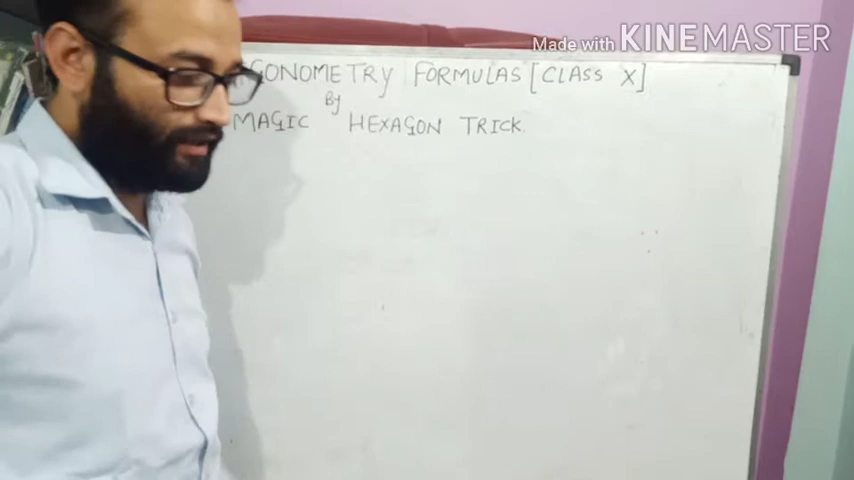 Made with KINEMASTER
GONOMETRY FORMULAS [CLASS X]
By
MAGIC HEXAGON TRICK.